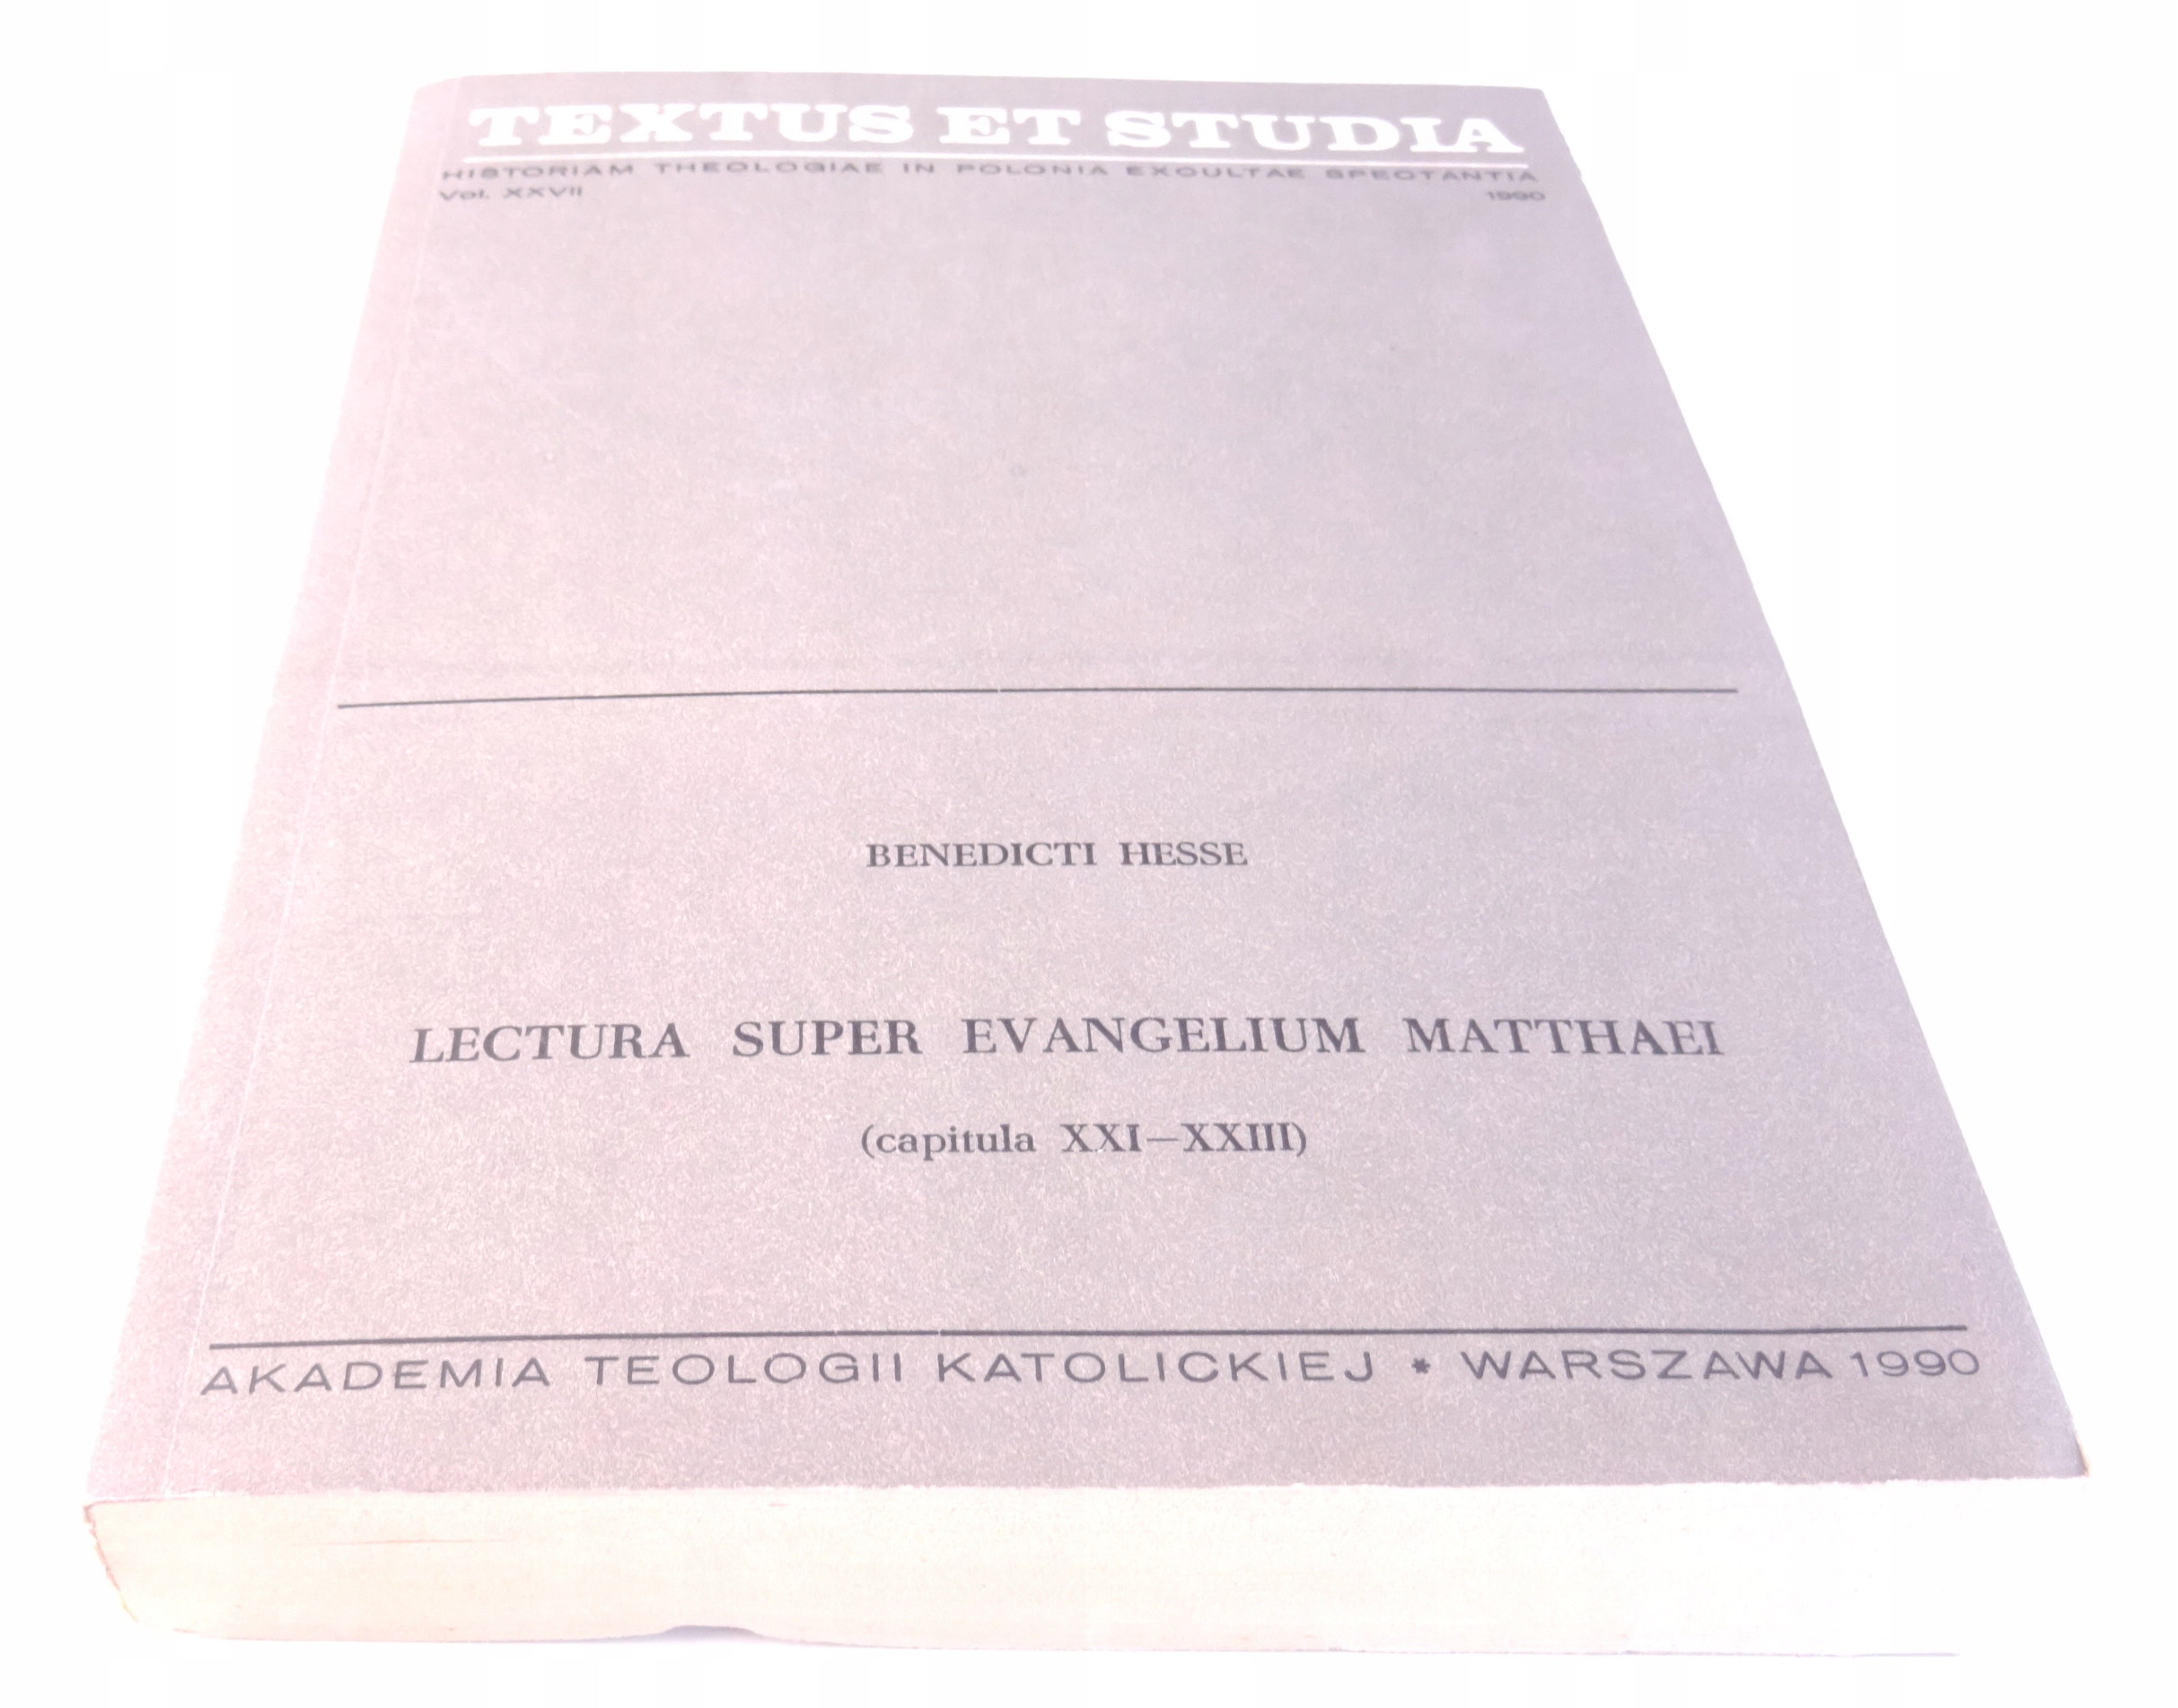 TEXTUS ET STUDIA
HISTORIAM THEOLOGIAE IN POLONIA EXCULTAE SPECTANTIA
Vol. XXVII 1990
BENEDICTI HESSE
LECTURA SUPER EVANGELIUM MATTHAEI
(capitula XXI—XXIII)
AKADEMIA TEOLOGII KATOLICKIEJ * WARSZAWA 1990